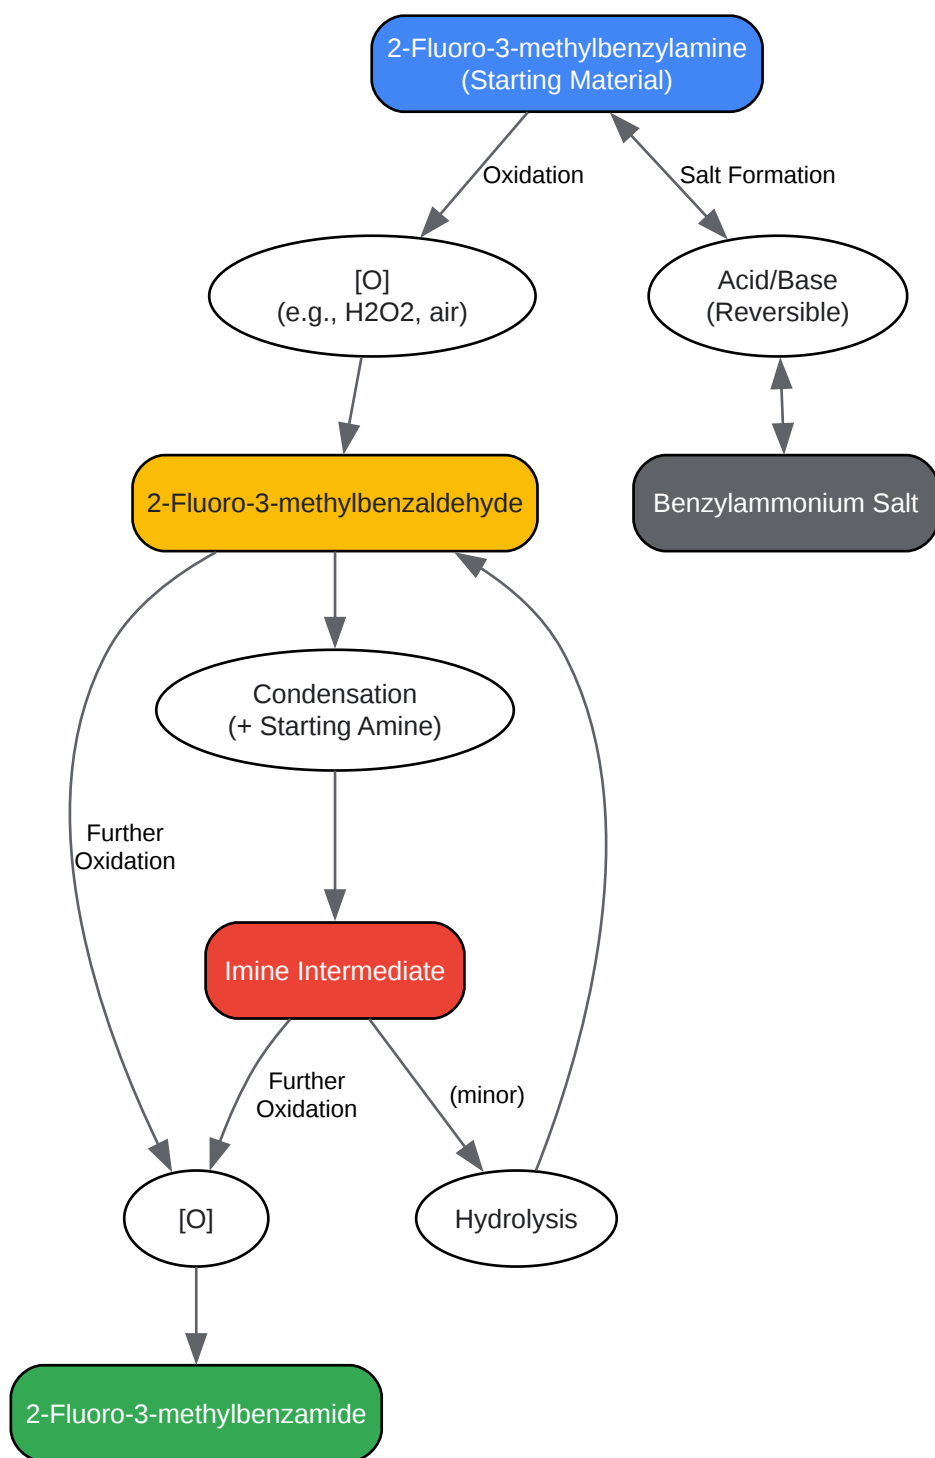 2-Fluoro-3-methylbenzylamine
(Starting Material)
Oxidation
Salt Formation
[O]
(e.g., H2O2, air)
Acid/Base
(Reversible)
2-Fluoro-3-methylbenzaldehyde
Benzylammonium Salt
Condensation
(+ Starting Amine)
Further
Oxidation
Imine Intermediate
Further
Oxidation
(minor)
[O]
Hydrolysis
2-Fluoro-3-methylbenzamide